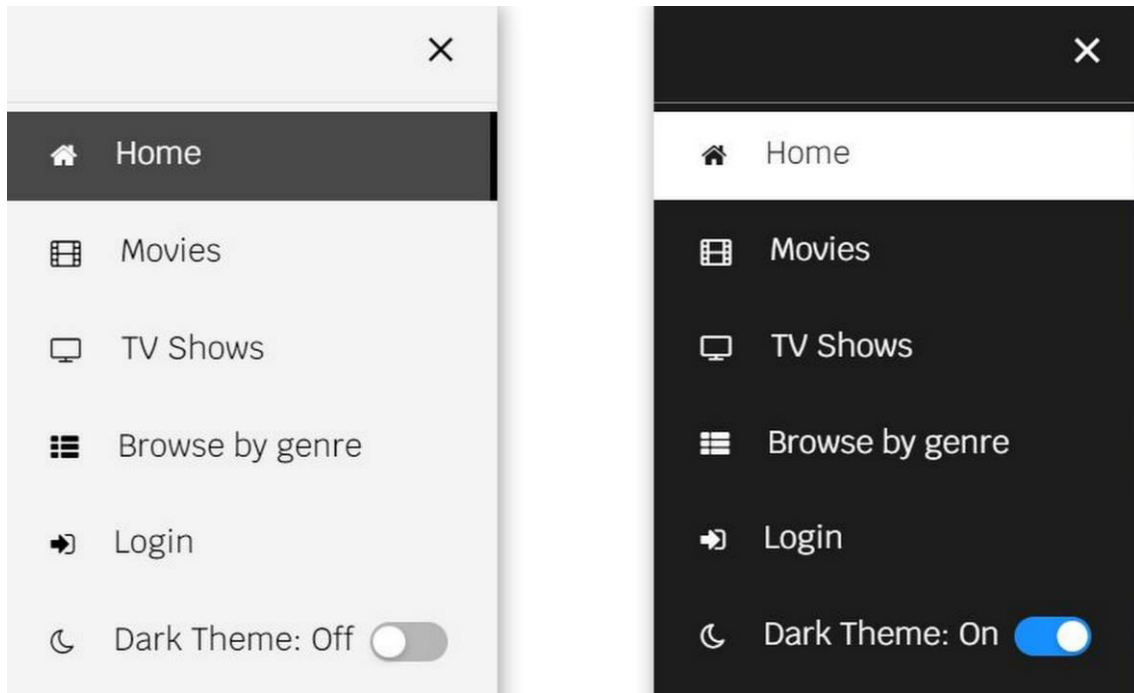 Home
Movies
TV Shows
Browse by genre
Login
Dark Theme: Off
Home
Movies
TV Shows
Browse by genre
Login
Dark Theme: On